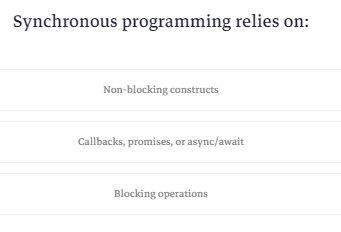 Synchronous programming relies on:
Non-blocking constructs
Callbacks, promises, or async/await
Blocking operations